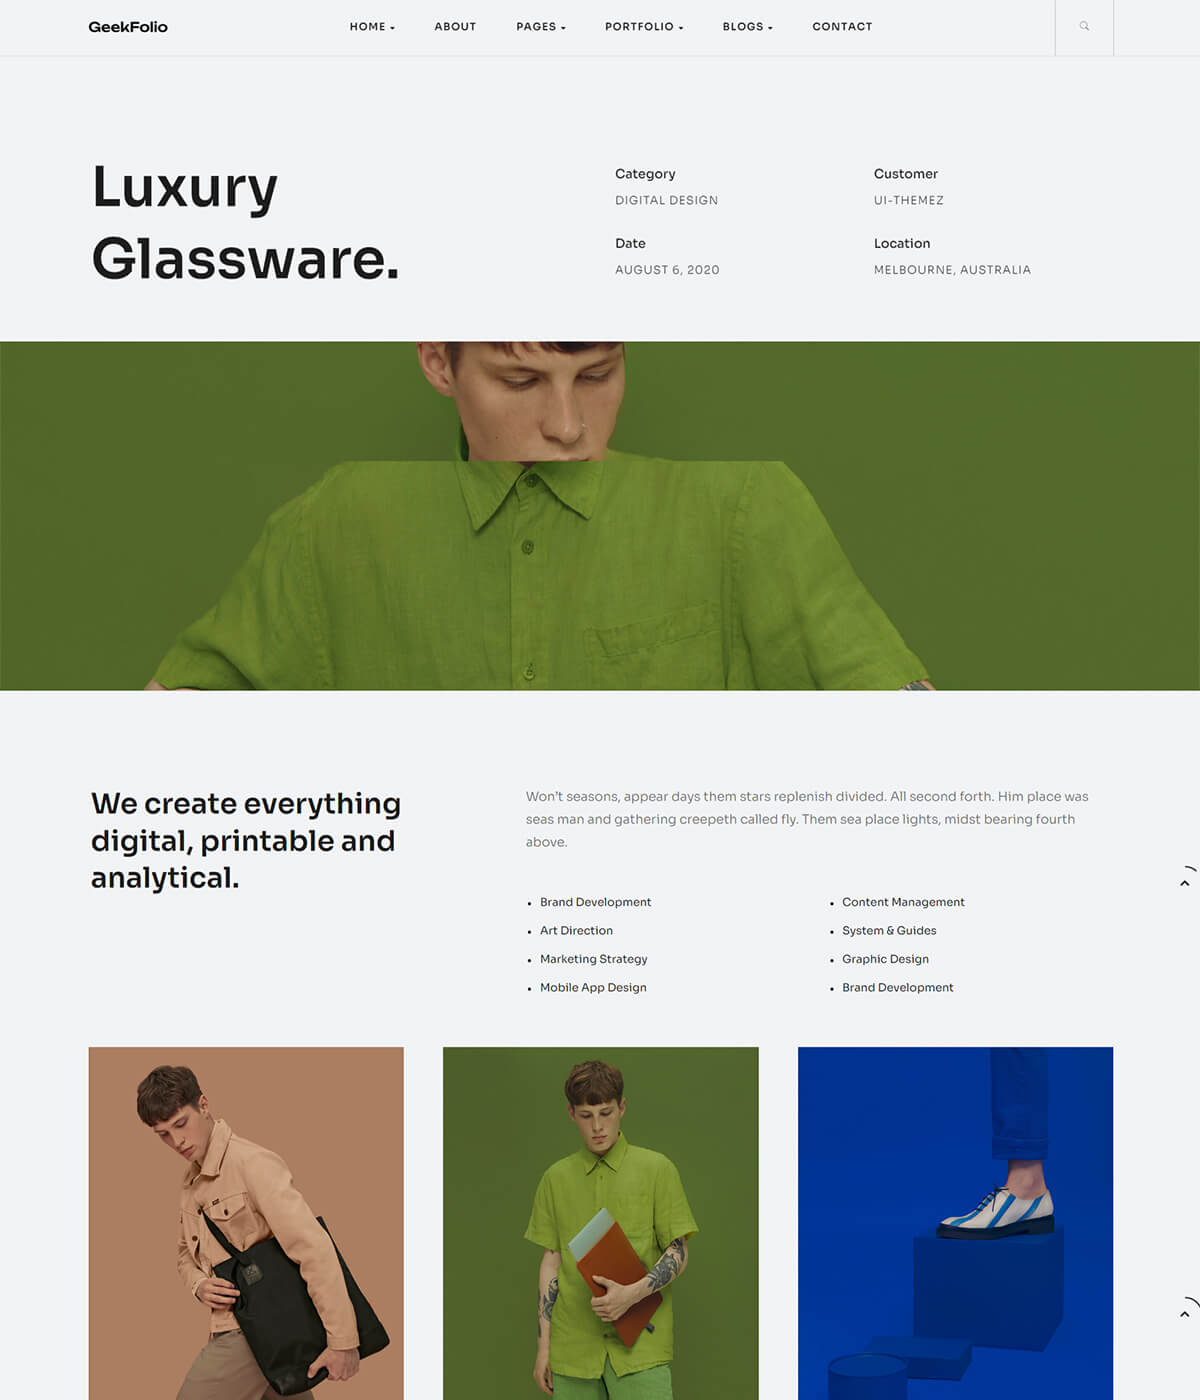 GeekFolio
HOME
ABOUT
PAGES
PORTFOLIO
BLOGS
CONTACT
Luxury
Glassware.
Category
DIGITAL DESIGN
Customer
UI-THEMEZ
Date
AUGUST 6, 2020
Location
MELBOURNE, AUSTRALIA
We create everything
digital, printable and
analytical.
Won't seasons, appear days them stars replenish divided. All second forth. Him place was
seas man and gathering creepeth called fly. Them sea place lights, midst bearing fourth
above.
• Brand Development
• Art Direction
• Marketing Strategy
• Mobile App Design
• Content Management
• System & Guides
• Graphic Design
• Brand Development